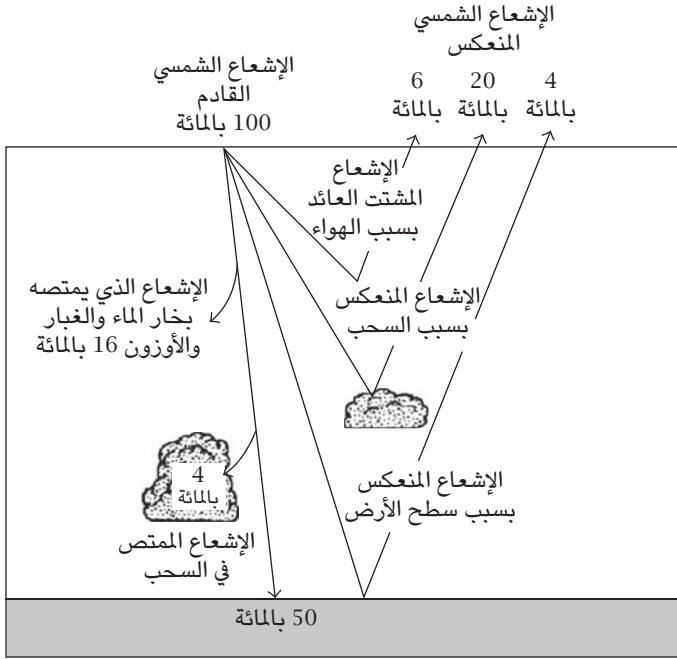 الإشعاع الشمسي
المنعكس
6
بالمائة
20
بالمائة
4
بالمائة
الإشعاع الشمسي
القادم
100 بالمائة
الإشعاع
المشتت العائد
بسبب الهواء
الإشعاع الذي يمتصه
بخار الماء والغبار
والأوزون 16 بالمائة
الإشعاع المنعكس
بسبب السحب
4
بالمائة
الإشعاع الممتص
في السحب
الإشعاع المنعكس
بسبب سطح الأرض
50 بالمائة